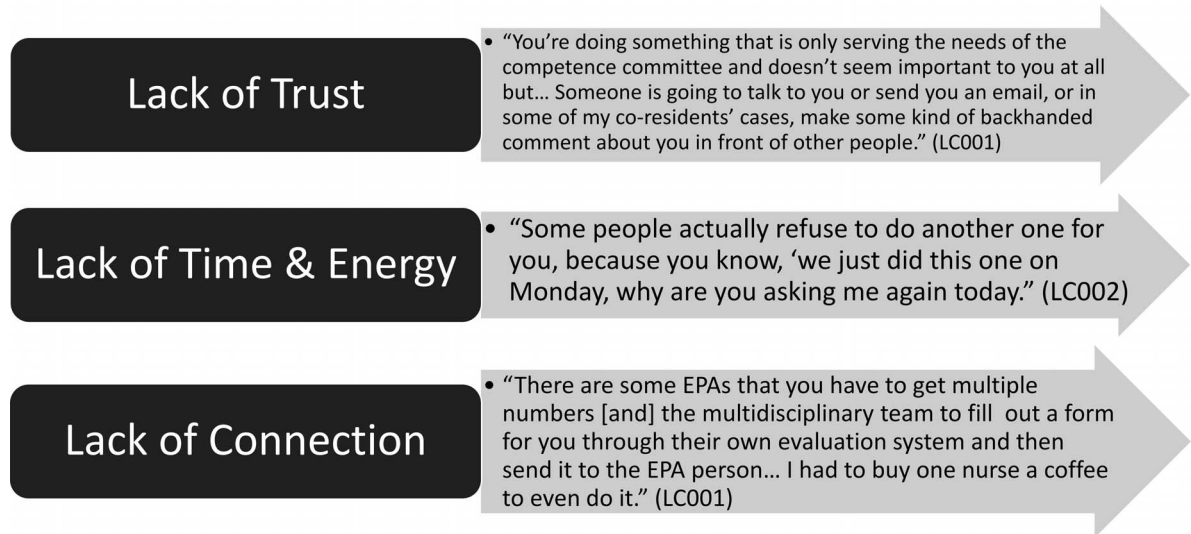 Lack of Trust
• “You’re doing something that is only serving the needs of the
competence committee and doesn’t seem important to you at all
but… Someone is going to talk to you or send you an email, or in
some of my co-residents’ cases, make some kind of backhanded
comment about you in front of other people.” (LC001)
Lack of Time & Energy
• “Some people actually refuse to do another one for
you, because you know, ‘we just did this one on
Monday, why are you asking me again today.” (LC002)
Lack of Connection
• “There are some EPAs that you have to get multiple
numbers [and] the multidisciplinary team to fill out a form
for you through their own evaluation system and then
send it to the EPA person… I had to buy one nurse a coffee
to even do it.” (LC001)